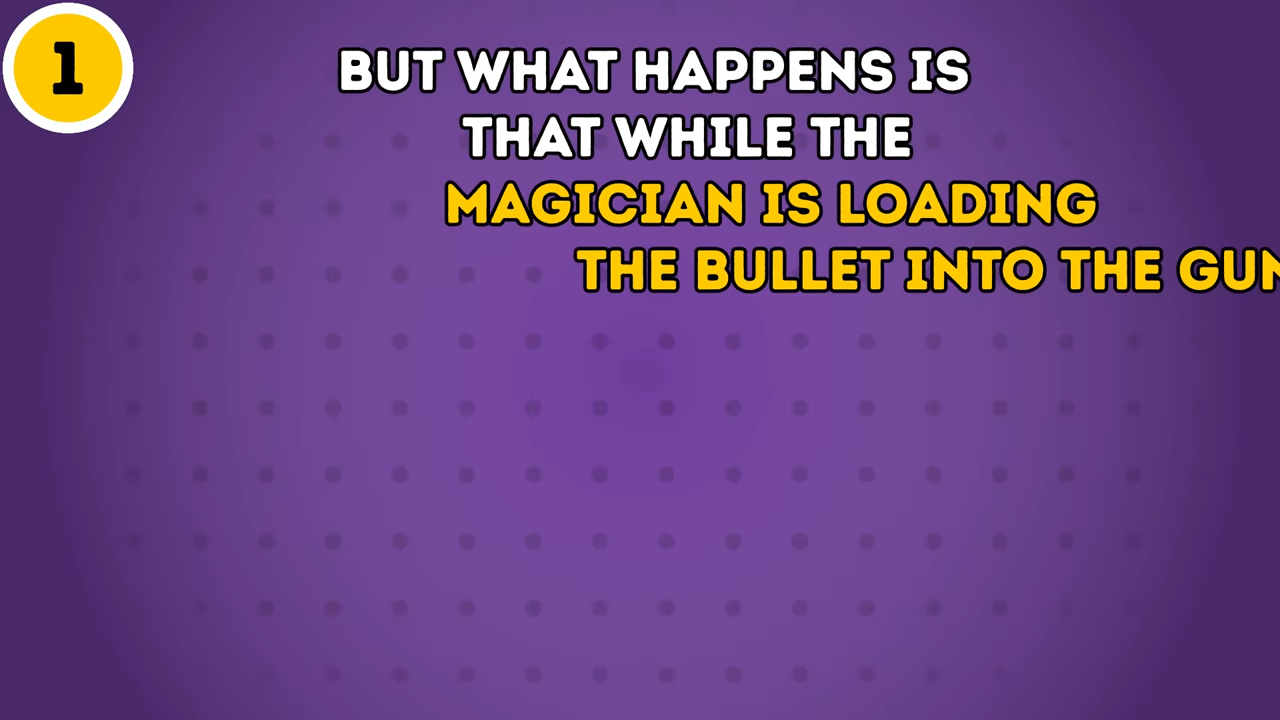 1
BUT WHAT HAPPENS IS
THAT WHILE THE
MAGICIAN IS LOADING
THE BULLET INTO THE GUN